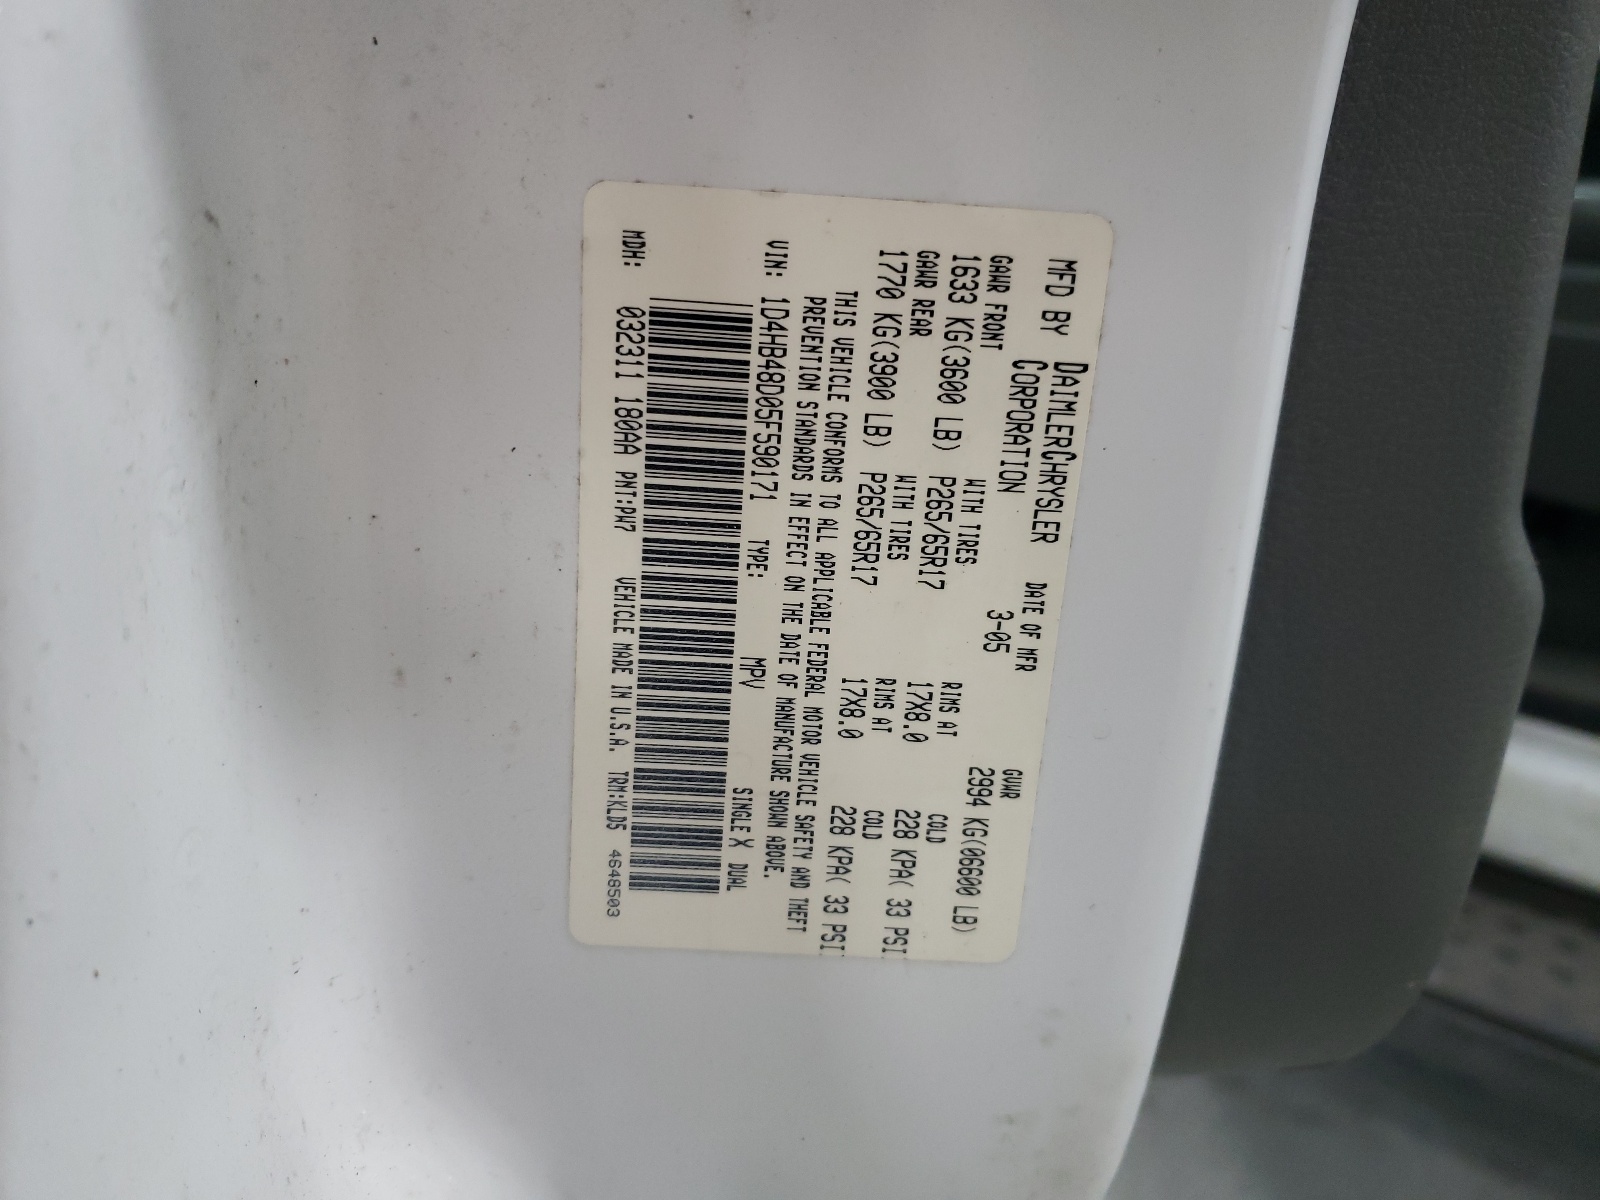 MFD BY DAIMLERCHRYSLER CORPORATION DATE OF MFR 3-05 GVWR 2994 KG(06600 LB)
GAWR FRONT WITH TIRES RIMS AT COLD
1633 KG(3600 LB) P265/65R17 17X8.0 228 KPA( 33 PSI
GAWR REAR WITH TIRES RIMS AT COLD
1770 KG(3900 LB) P265/65R17 17X8.0 228 KPA( 33 PSI
THIS VEHICLE CONFORMS TO ALL APPLICABLE FEDERAL MOTOR VEHICLE SAFETY AND THEFT
PREVENTION STANDARDS IN EFFECT ON THE DATE OF MANUFACTURE SHOWN ABOVE.
VIN: 1D4HB48D05F590171 TYPE: MPV SINGLE X DUAL
MDH: 032311 180AA PNT:PW7 VEHICLE MADE IN U.S.A. TRM:KLD5 4648503